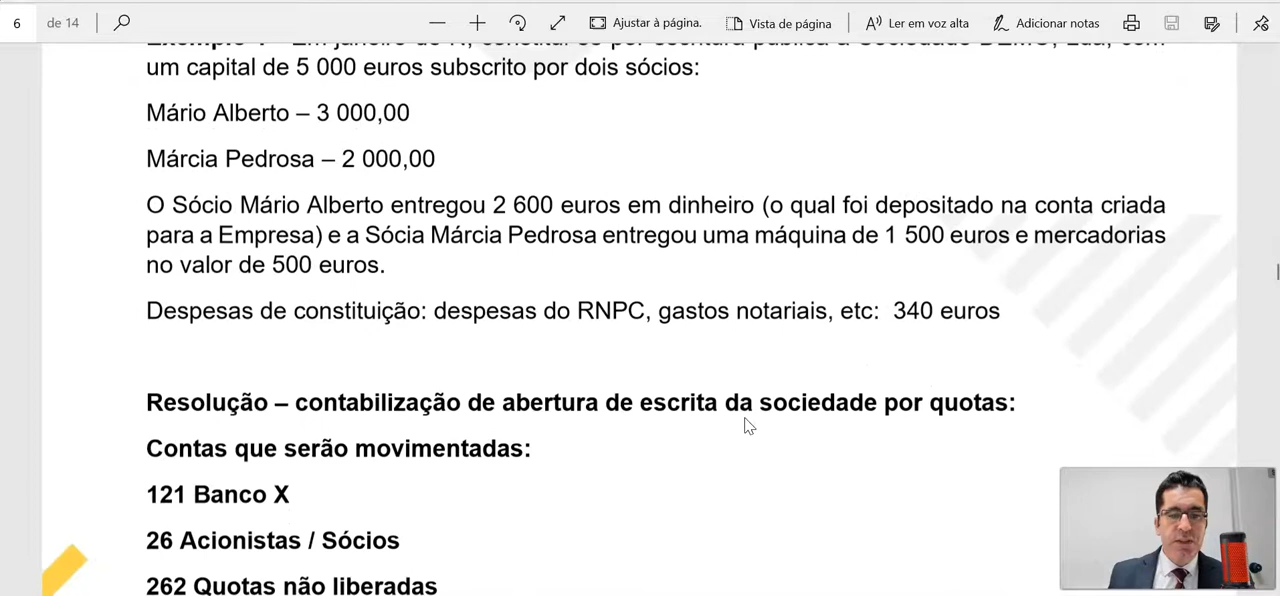 6 de 14 Ajustar à página. Vista de página Ler em voz alta Adicionar notas
um capital de 5 000 euros subscrito por dois sócios:
Mário Alberto – 3 000,00
Márcia Pedrosa – 2 000,00
O Sócio Mário Alberto entregou 2 600 euros em dinheiro (o qual foi depositado na conta criada
para a Empresa) e a Sócia Márcia Pedrosa entregou uma máquina de 1 500 euros e mercadorias
no valor de 500 euros.
Despesas de constituição: despesas do RNPC, gastos notariais, etc: 340 euros
Resolução – contabilização de abertura de escrita da sociedade por quotas:
Contas que serão movimentadas:
121 Banco X
26 Acionistas / Sócios
262 Quotas não liberadas